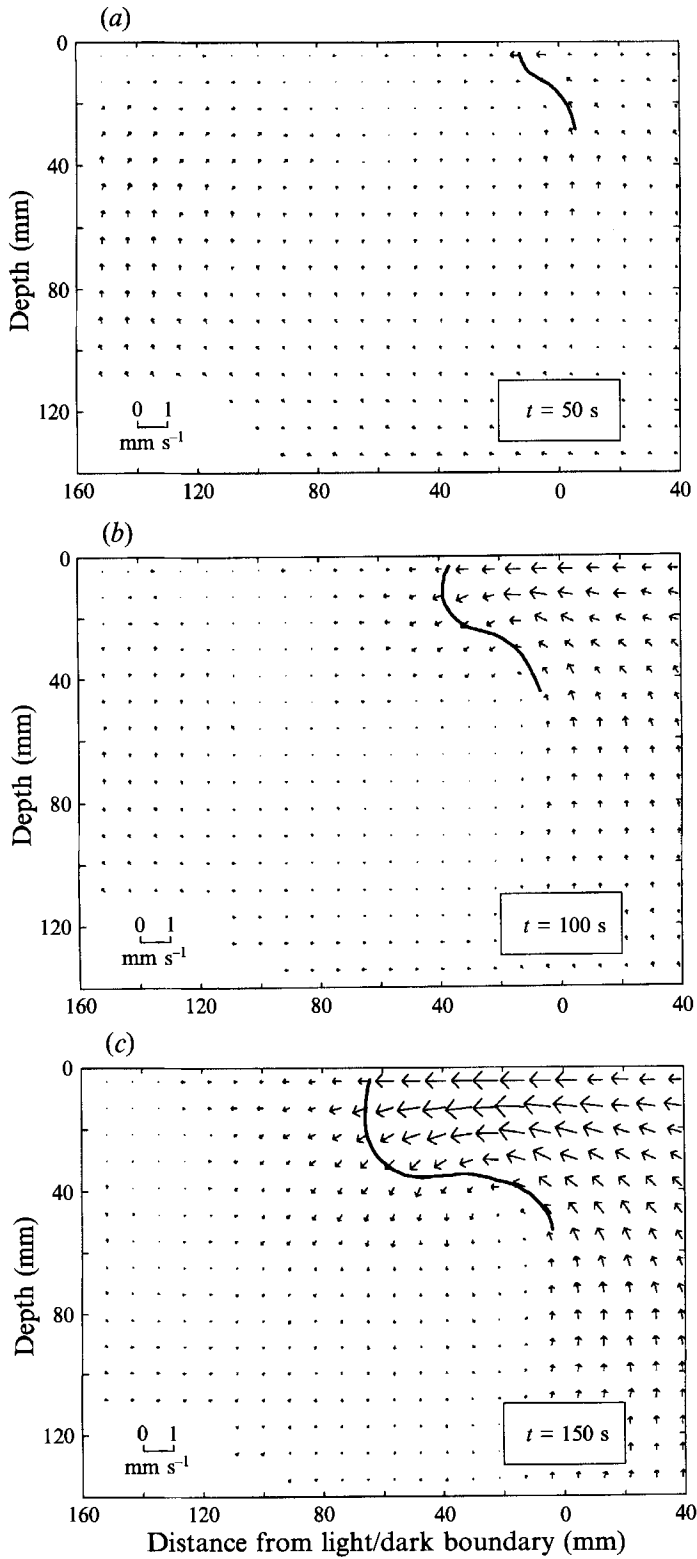 (a)
0
40
80
120
Depth (mm)
0 1
mm s⁻¹
t = 50 s
160 120 80 40 0 40
(b)
0
40
80
120
Depth (mm)
0 1
mm s⁻¹
t = 100 s
160 120 80 40 0 40
(c)
0
40
80
120
Depth (mm)
0 1
mm s⁻¹
t = 150 s
160 120 80 40 0 40
Distance from light/dark boundary (mm)